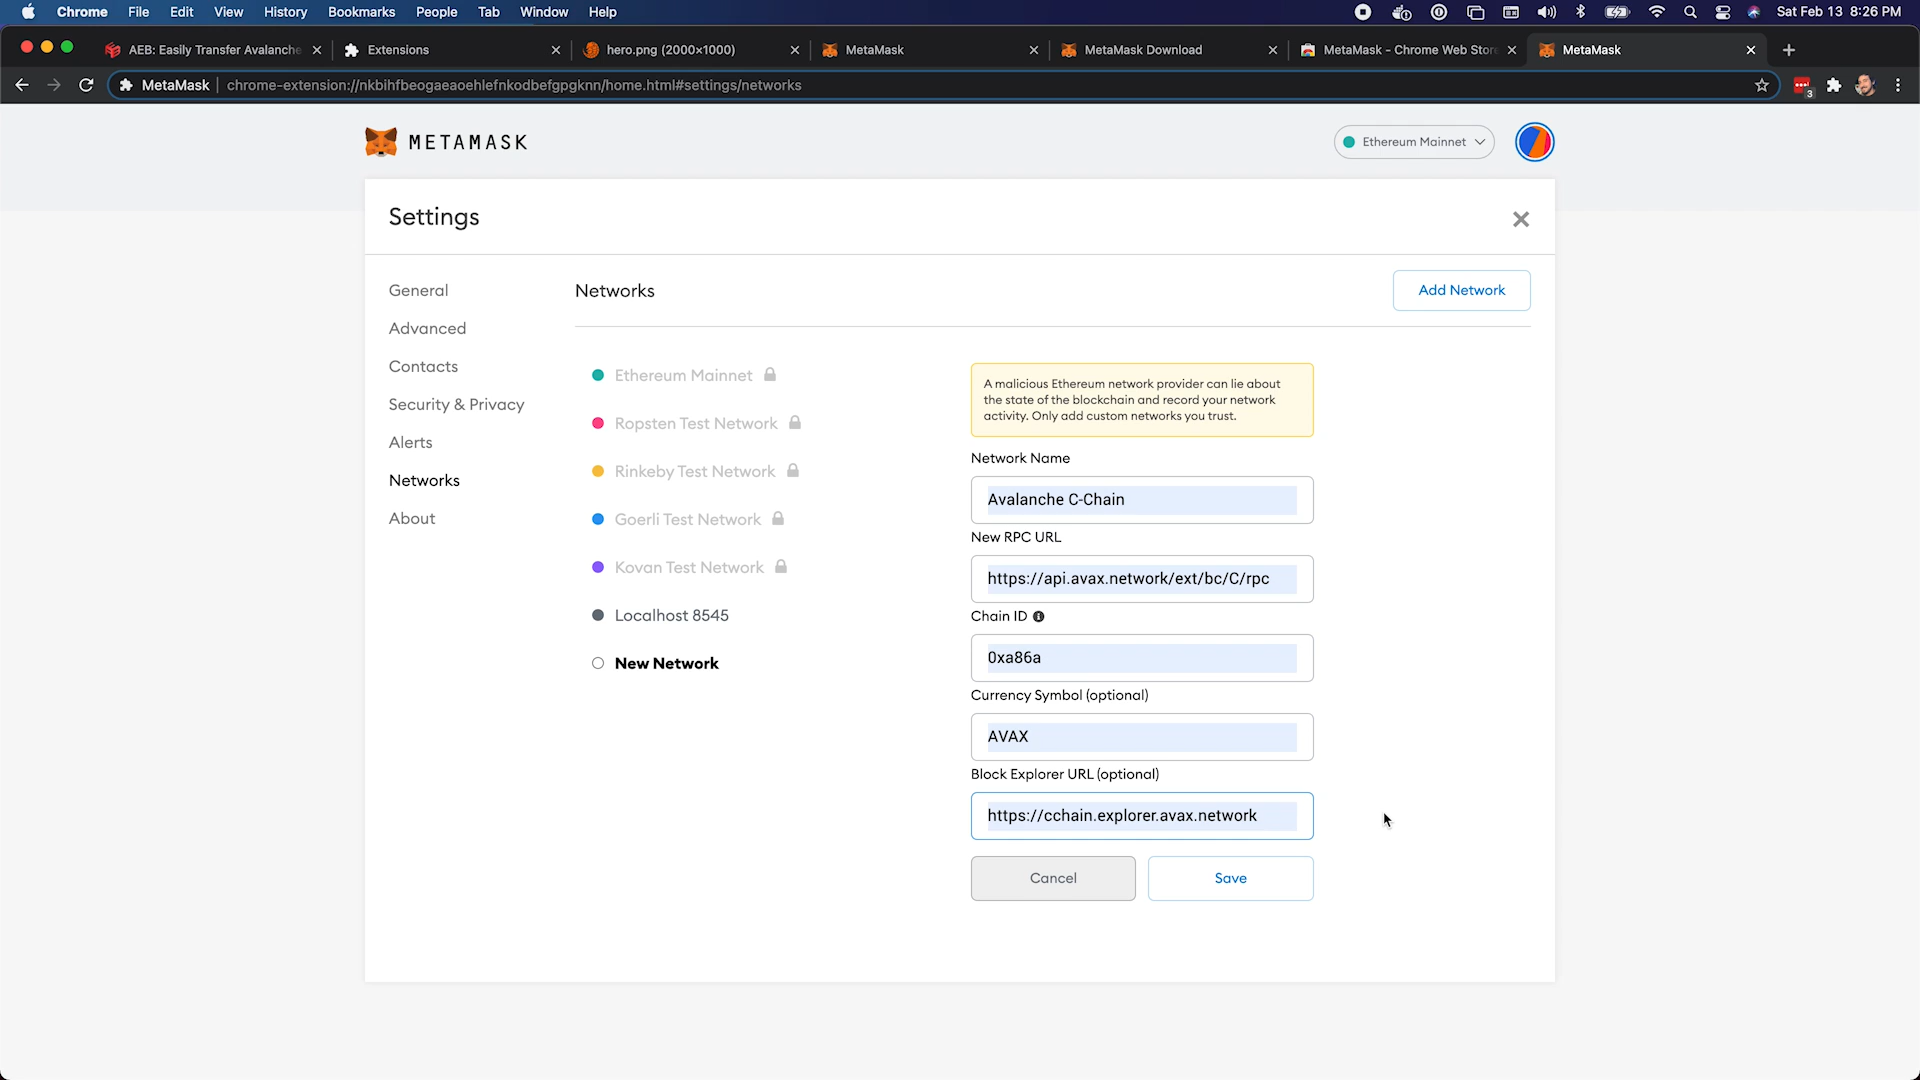 Chrome File Edit View History Bookmarks People Tab Window Help
Sat Feb 13 8:26 PM
AEB: Easily Transfer Avalanche
Extensions
hero.png (2000×1000)
MetaMask
MetaMask Download
MetaMask - Chrome Web Store
MetaMask
MetaMask
chrome-extension://nkbihfbeogaeaoehlefnkodbefgpgknn/home.html#settings/networks
3
METAMASK
Ethereum Mainnet
Settings
General
Advanced
Contacts
Security & Privacy
Alerts
Networks
About
Networks
Add Network
Ethereum Mainnet
Ropsten Test Network
Rinkeby Test Network
Goerli Test Network
Kovan Test Network
Localhost 8545
New Network
A malicious Ethereum network provider can lie about
the state of the blockchain and record your network
activity. Only add custom networks you trust.
Network Name
Avalanche C-Chain
New RPC URL
https://api.avax.network/ext/bc/C/rpc
Chain ID
0xa86a
Currency Symbol (optional)
AVAX
Block Explorer URL (optional)
https://cchain.explorer.avax.network
Cancel
Save